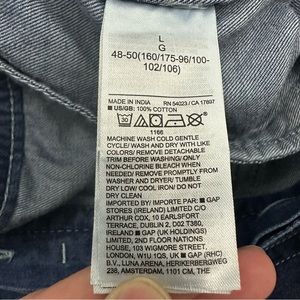 L
G
48-50(160/175-96/100-
102/106)
MADE IN INDIA RN 54023 / CA 17897
■ US/GB: 100% COTTON
30
1166
MACHINE WASH COLD GENTLE
CYCLE/ WASH AND DRY WITH LIKE
COLORS/ REMOVE DETACHABLE
TRIM BEFORE WASHING/ ONLY
NON-CHLORINE BLEACH WHEN
NEEDED/ REMOVE PROMPTLY FROM
WASHER AND DRYER/ TUMBLE
DRY LOW/ COOL IRON/ DO NOT
DRY CLEAN
IMPORTED BY/IMPORTE PAR: ■ GAP
STORES (IRELAND) LIMITED C/O
ARTHUR COX, 10 EARLSFORT
TERRACE, DUBLIN 2, D02 T380,
IRELAND, ■ GAP (IRELAND)
LIMITED, 2ND FLOOR NATIONS
HOUSE, 103 WIGMORE STREET,
LONDON, W1U 1QS, UK ■ GAP (RHC)
B.V., LUNA ARENA, HERIKERBERGWEG
238, AMSTERDAM, 1101 CM, THE